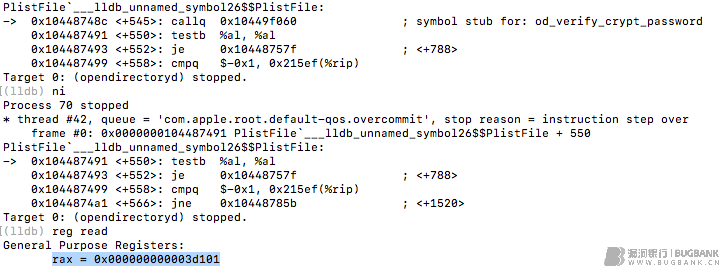 PlistFile`___lldb_unnamed_symbol26$$PlistFile:
-> 0x10448748c <+545>: callq 0x10449f060 ; symbol stub for: od_verify_crypt_password
0x104487491 <+550>: testb %al, %al
0x104487493 <+552>: je 0x10448757f ; <+788>
0x104487499 <+558>: cmpq $-0x1, 0x215ef(%rip)
Target 0: (opendirectoryd) stopped.
(lldb) ni
Process 70 stopped
* thread #42, queue = 'com.apple.root.default-qos.overcommit', stop reason = instruction step over
frame #0: 0x0000000104487491 PlistFile`___lldb_unnamed_symbol26$$PlistFile + 550
PlistFile`___lldb_unnamed_symbol26$$PlistFile:
-> 0x104487491 <+550>: testb %al, %al
0x104487493 <+552>: je 0x10448757f ; <+788>
0x104487499 <+558>: cmpq $-0x1, 0x215ef(%rip)
0x1044874a1 <+566>: jne 0x10448785b ; <+1520>
Target 0: (opendirectoryd) stopped.
(lldb) reg read
General Purpose Registers:
rax = 0x000000000003d101
漏洞银行 | BUGBANK
WWW.BUGBANK.CN